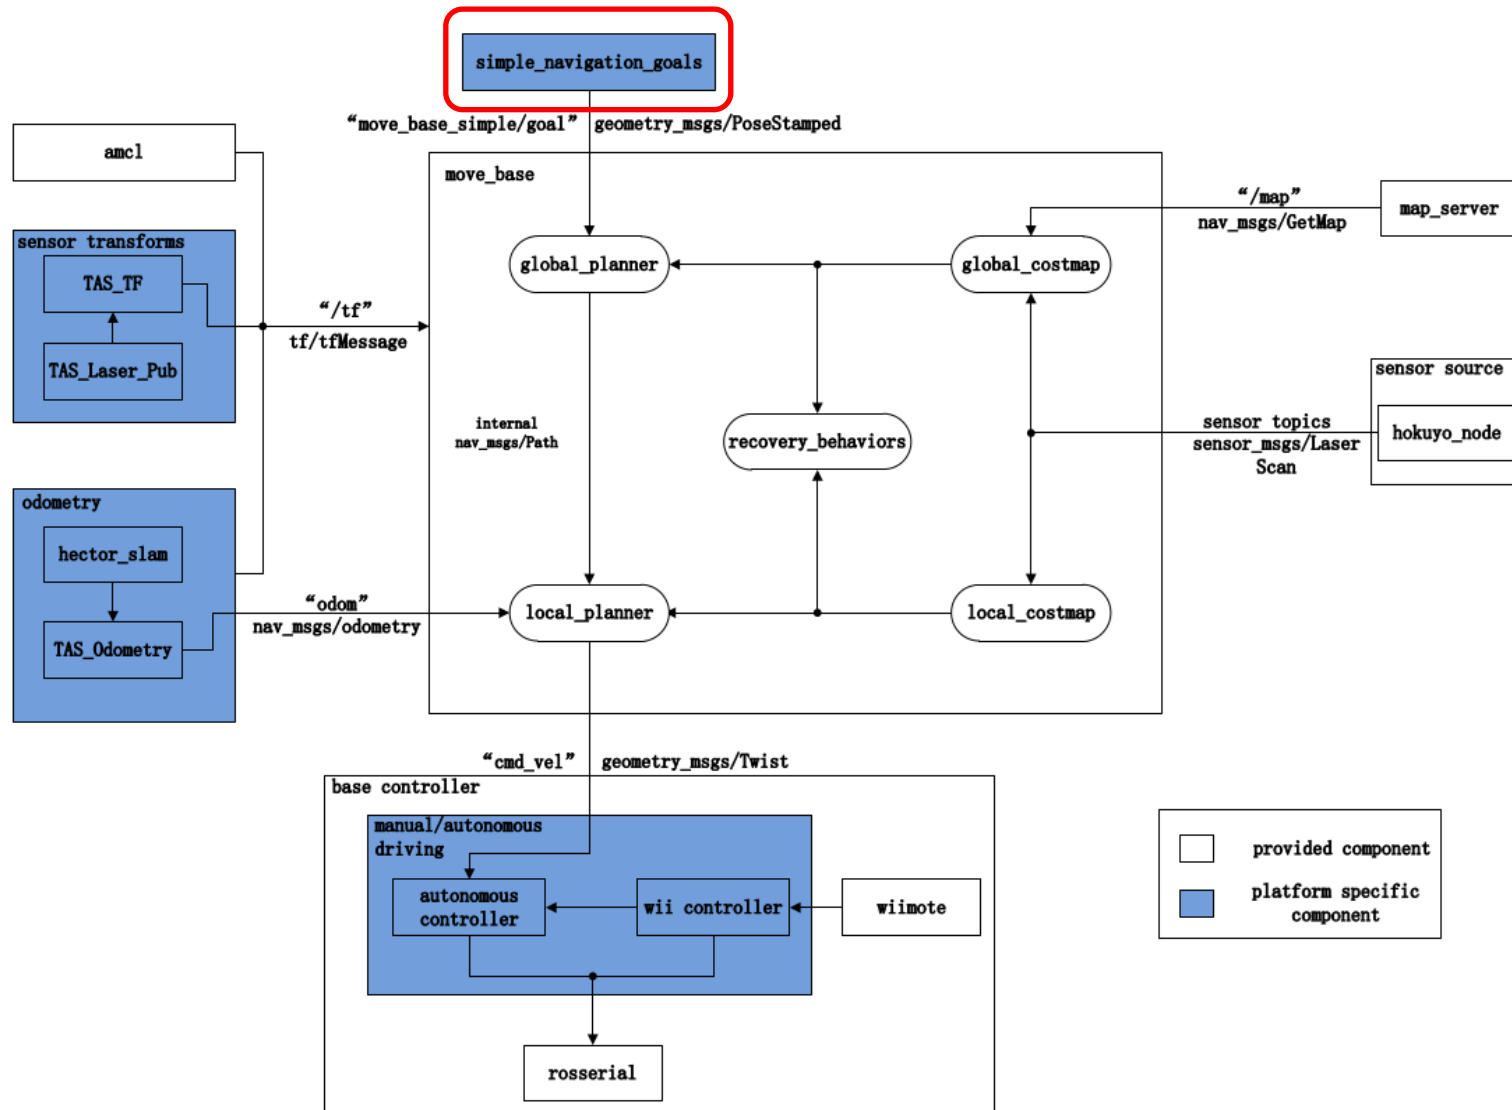 simple_navigation_goals
“move_base_simple/goal”
geometry_msgs/PoseStamped
amcl
move_base
“/map”
nav_msgs/GetMap
map_server
sensor transforms
TAS_TF
TAS_Laser_Pub
“/tf”
tf/tfMessage
global_planner
global_costmap
internal
nav_msgs/Path
recovery_behaviors
sensor topics
sensor_msgs/Laser
Scan
sensor source
hokuyo_node
odometry
hector_slam
TAS_Odometry
“odom”
nav_msgs/odometry
local_planner
local_costmap
“cmd_vel”
geometry_msgs/Twist
base controller
manual/autonomous
driving
autonomous
controller
wii controller
wiimote
rosserial
provided component
platform specific
component